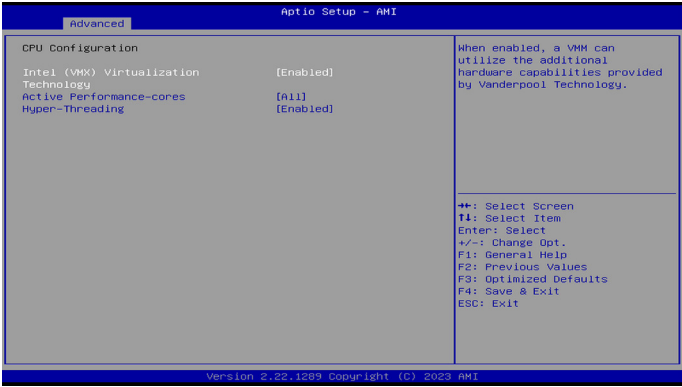 Aptio Setup - AMI
Advanced
CPU Configuration
Intel (VMX) Virtualization [Enabled]
Technology
Active Performance-cores [All]
Hyper-Threading [Enabled]
When enabled, a VMM can
utilize the additional
hardware capabilities provided
by Vanderpool Technology.
→←: Select Screen
↑↓: Select Item
Enter: Select
+/-: Change Opt.
F1: General Help
F2: Previous Values
F3: Optimized Defaults
F4: Save & Exit
ESC: Exit
Version 2.22.1289 Copyright (C) 2023 AMI